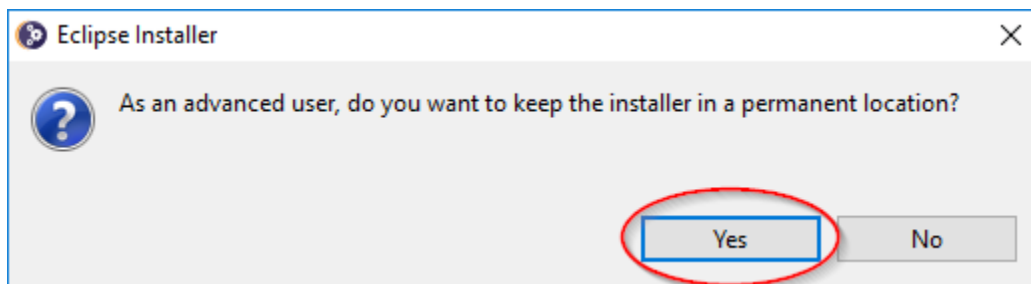 Eclipse Installer
As an advanced user, do you want to keep the installer in a permanent location?
Yes
No